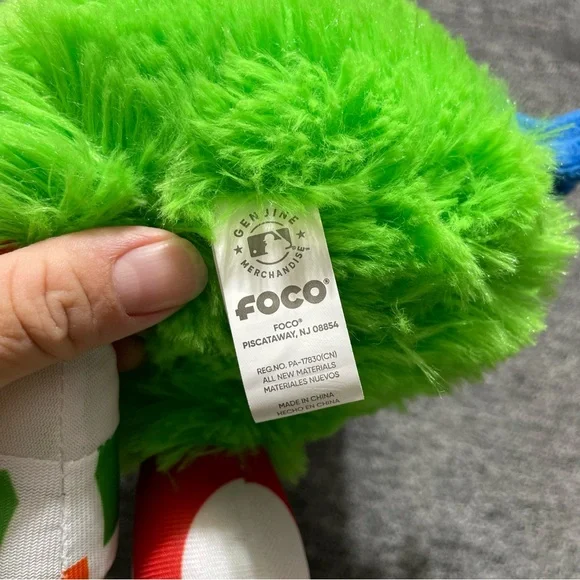 GENUINE
MERCHANDISE
FOCO®
FOCO®
PISCATAWAY, NJ 08854
REG.NO. PA-17830(CN)
ALL NEW MATERIALS
MATERIALES NUEVOS
MADE IN CHINA
HECHO EN CHINA